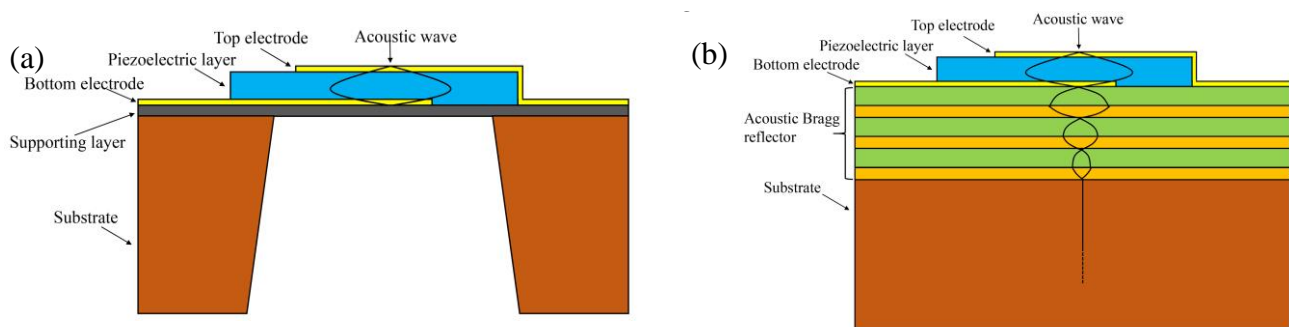 (a)
Acoustic wave
Top electrode
Piezoelectric layer
Bottom electrode
Supporting layer
Substrate
(b)
Acoustic wave
Top electrode
Piezoelectric layer
Bottom electrode
Acoustic Bragg
reflector
Substrate